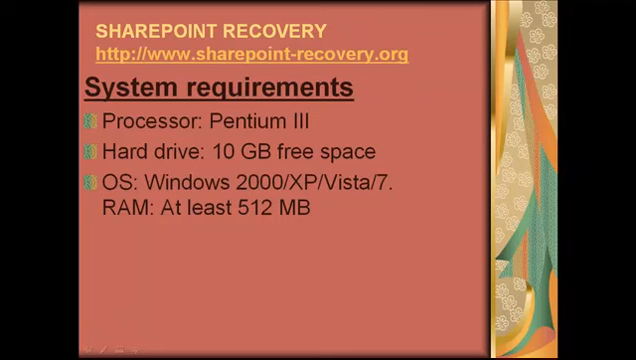 SHAREPOINT RECOVERY
http://www.sharepoint-recovery.org
System requirements
Processor: Pentium III
Hard drive: 10 GB free space
OS: Windows 2000/XP/Vista/7.
RAM: At least 512 MB